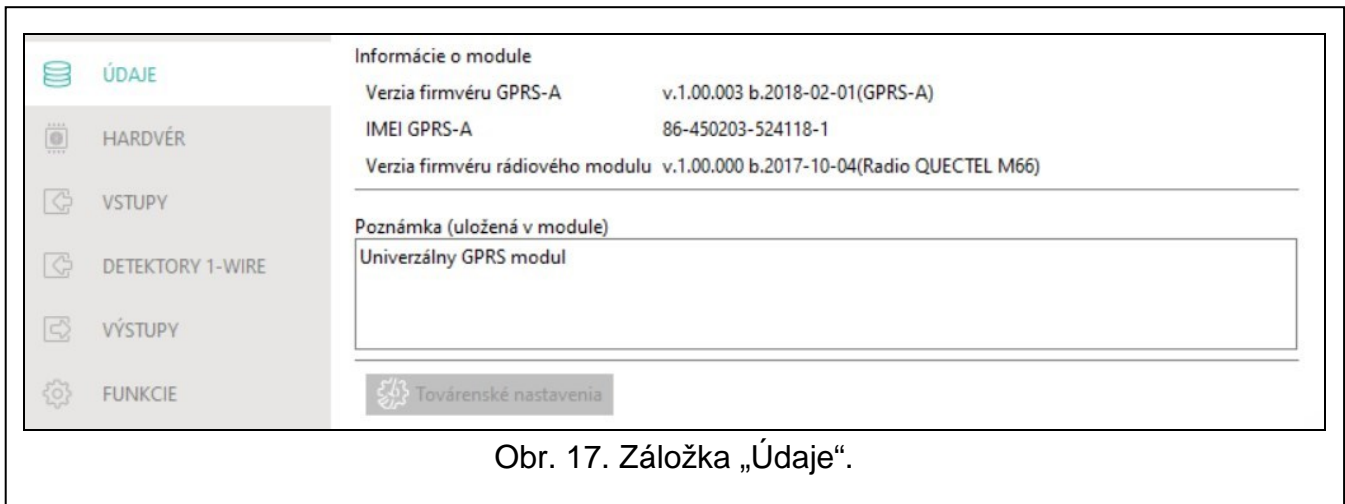 ÚDAJE
HARDVÉR
VSTUPY
DETEKTORY 1-WIRE
VÝSTUPY
FUNKCIE
Informácie o module
Verzia firmvéru GPRS-A v.1.00.003 b.2018-02-01(GPRS-A)
IMEI GPRS-A 86-450203-524118-1
Verzia firmvéru rádiového modulu v.1.00.000 b.2017-10-04(Radio QUECTEL M66)
Poznámka (uložená v module)
Univerzálny GPRS modul
Továrenské nastavenia
Obr. 17. Záložka „Údaje“.